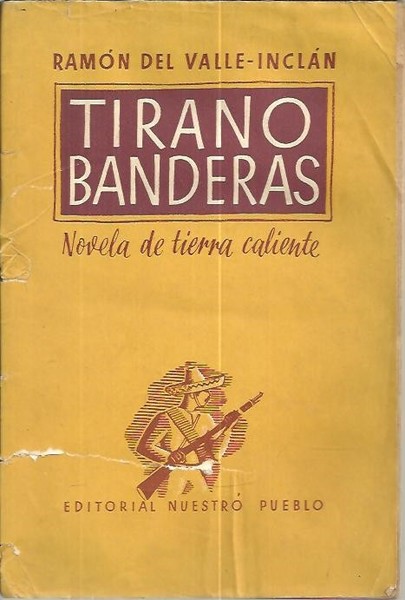 RAMÓN DEL VALLE-INCLÁN
TIRANO
BANDERAS
Novela de tierra caliente
EDITORIAL NUESTRO PUEBLO